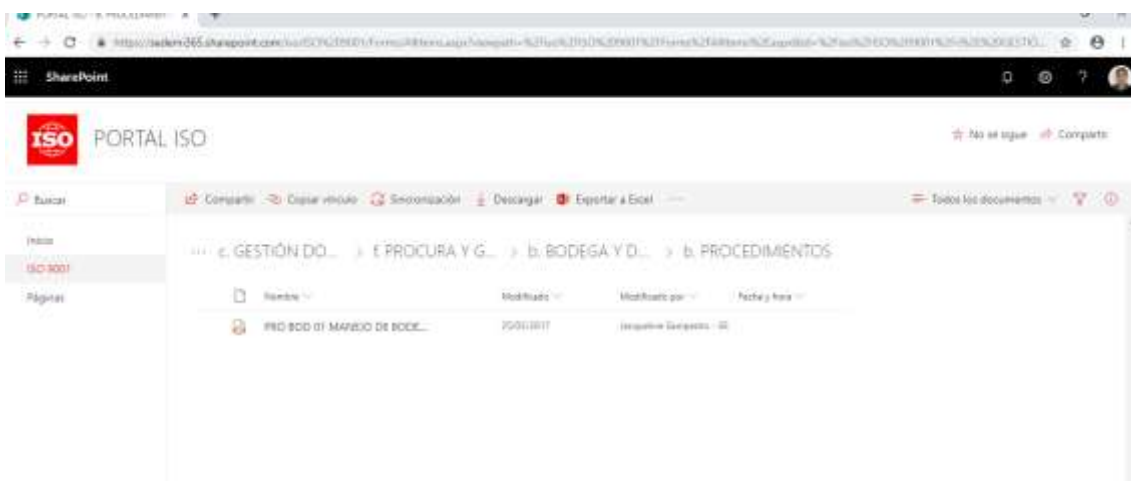 SharePoint
ISO PORTAL ISO
No se sigue Compartir
Buscar
Compartir Copiar vínculo Sincronización Descargar Exportar a Excel
Todos los documentos
Inicio
ISO 9001
Páginas
c. GESTIÓN DO... > f. PROCURA Y G... > b. BODEGA Y D... > b. PROCEDIMIENTOS
Nombre Modificado Modificado por Fecha y hora
PRO BOD 01 MANEJO DE BODE...